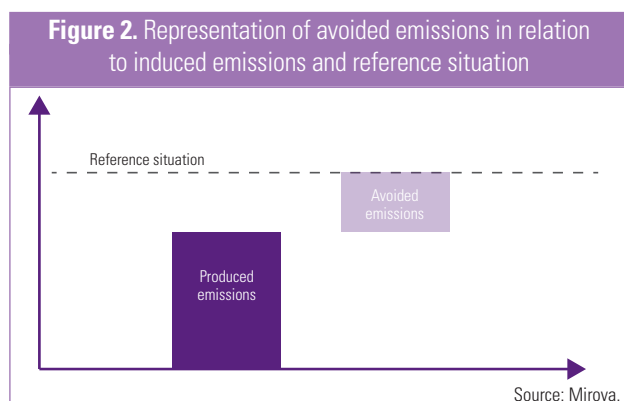 Figure 2. Representation of avoided emissions in relation
to induced emissions and reference situation
Reference situation
Avoided
emissions
Produced
emissions
Source: Mirova.